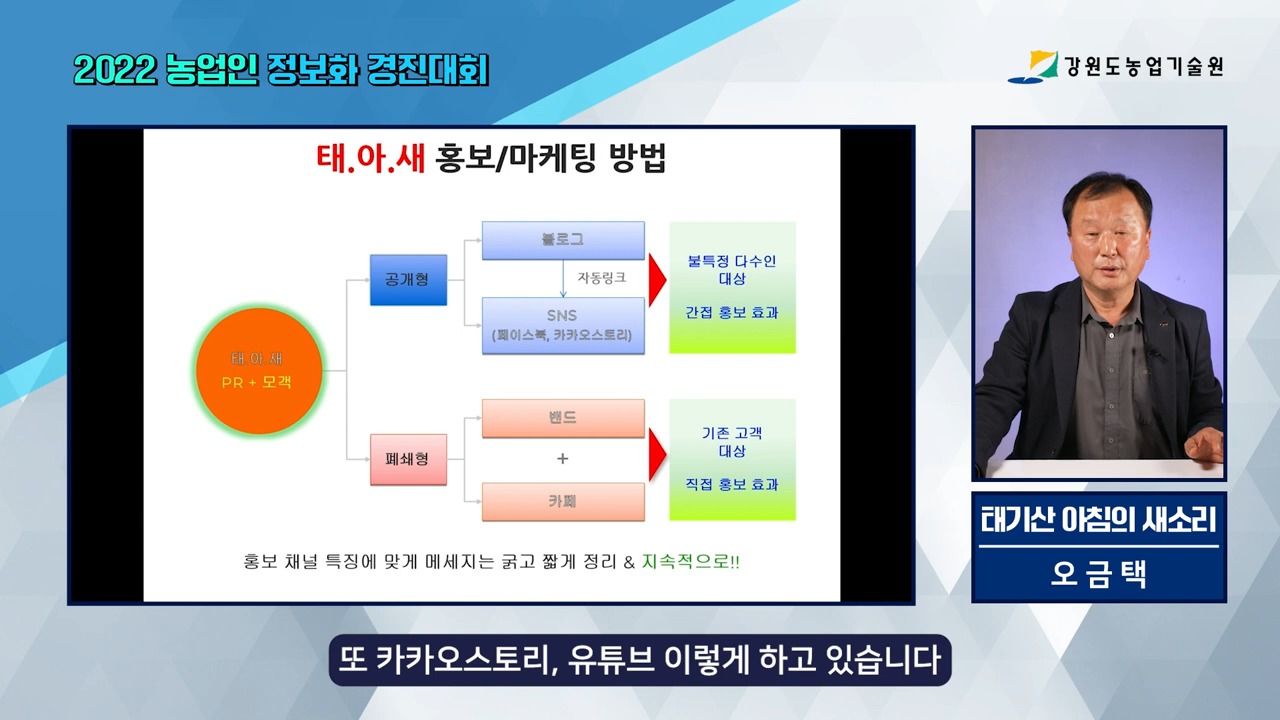 2022 농업인 정보화 경진대회
강원도농업기술원
태.아.새 홍보/마케팅 방법
태.아.새
PR + 모객
공개형
블로그
자동링크
SNS
(페이스북, 카카오스토리)
불특정 다수인
대상
간접 홍보 효과
폐쇄형
밴드
+
카페
기존 고객
대상
직접 홍보 효과
홍보 채널 특징에 맞게 메세지는 굵고 짧게 정리 & 지속적으로!!
태기산 아침의 새소리
오금택
또 카카오스토리, 유튜브 이렇게 하고 있습니다